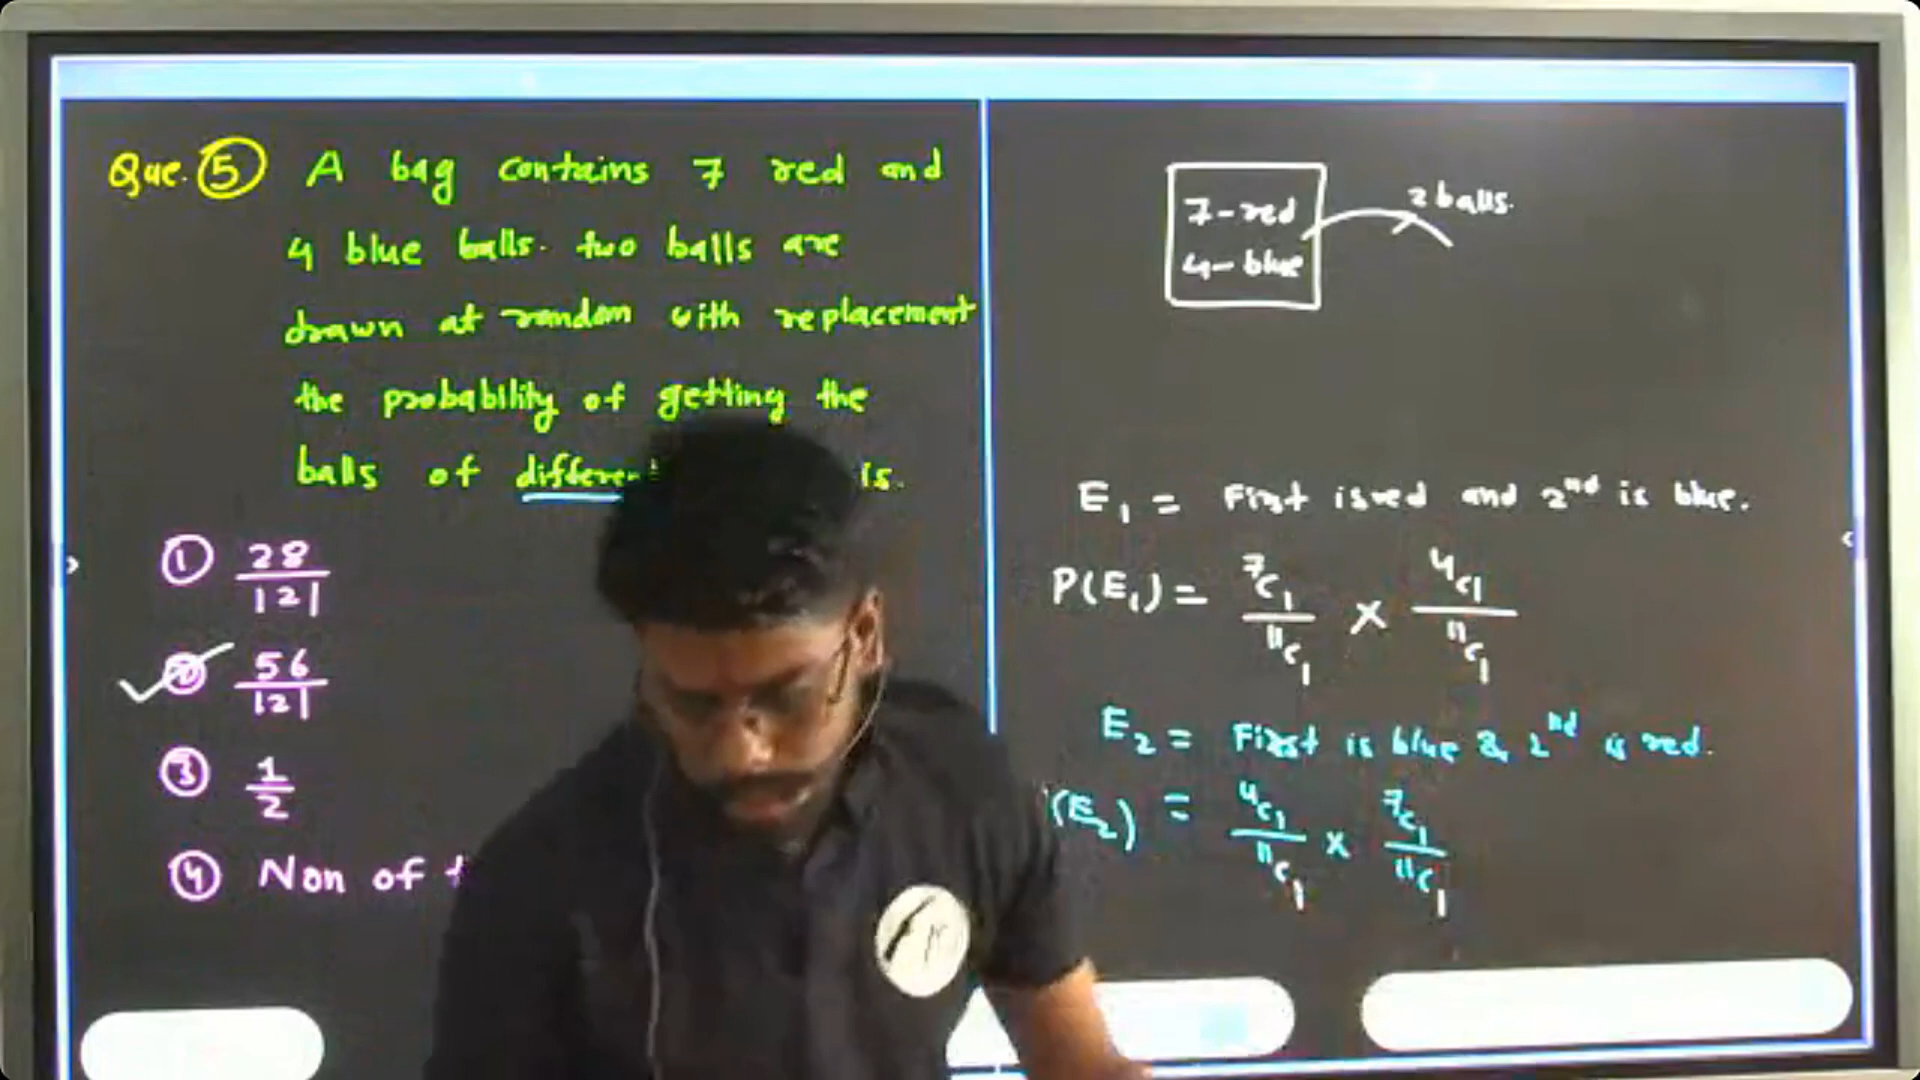 Que. 5 A bag contains 7 red and
4 blue balls. two balls are
drawn at random with replacement
the probability of getting the
balls of is.
1 28/121
2 56/121
3 1/2
4 Non of
7-red
4-blue
2 balls.
E₁ = First is red and 2nd is blue.
P(E₁) = ⁷C₁/¹¹C₁ × ⁴C₁/¹¹C₁
E₂ = First is blue & 2nd is red.
(E₂) = ⁴C₁/¹¹C₁ × ⁷C₁/¹¹C₁